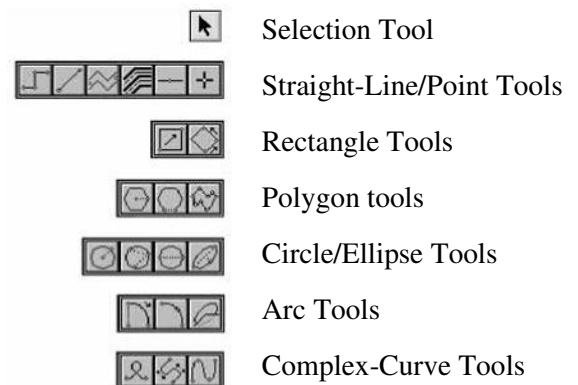 Selection Tool
Straight-Line/Point Tools
Rectangle Tools
Polygon tools
Circle/Ellipse Tools
Arc Tools
Complex-Curve Tools